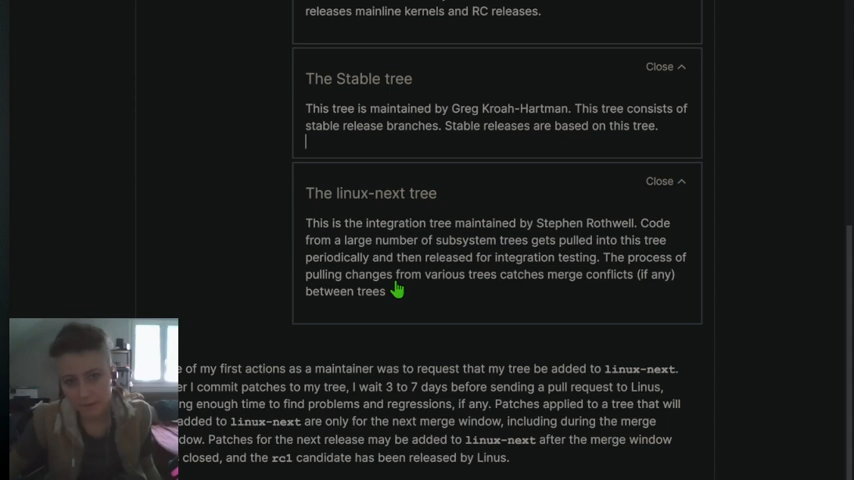 releases mainline kernels and RC releases.
Close
The Stable tree
This tree is maintained by Greg Kroah-Hartman. This tree consists of
stable release branches. Stable releases are based on this tree.
Close
The linux-next tree
This is the integration tree maintained by Stephen Rothwell. Code
from a large number of subsystem trees gets pulled into this tree
periodically and then released for integration testing. The process of
pulling changes from various trees catches merge conflicts (if any)
between trees
e of my first actions as a maintainer was to request that my tree be added to linux-next.
er I commit patches to my tree, I wait 3 to 7 days before sending a pull request to Linus,
ng enough time to find problems and regressions, if any. Patches applied to a tree that will
added to linux-next are only for the next merge window, including during the merge
dow. Patches for the next release may be added to linux-next after the merge window
closed, and the rc1 candidate has been released by Linus.